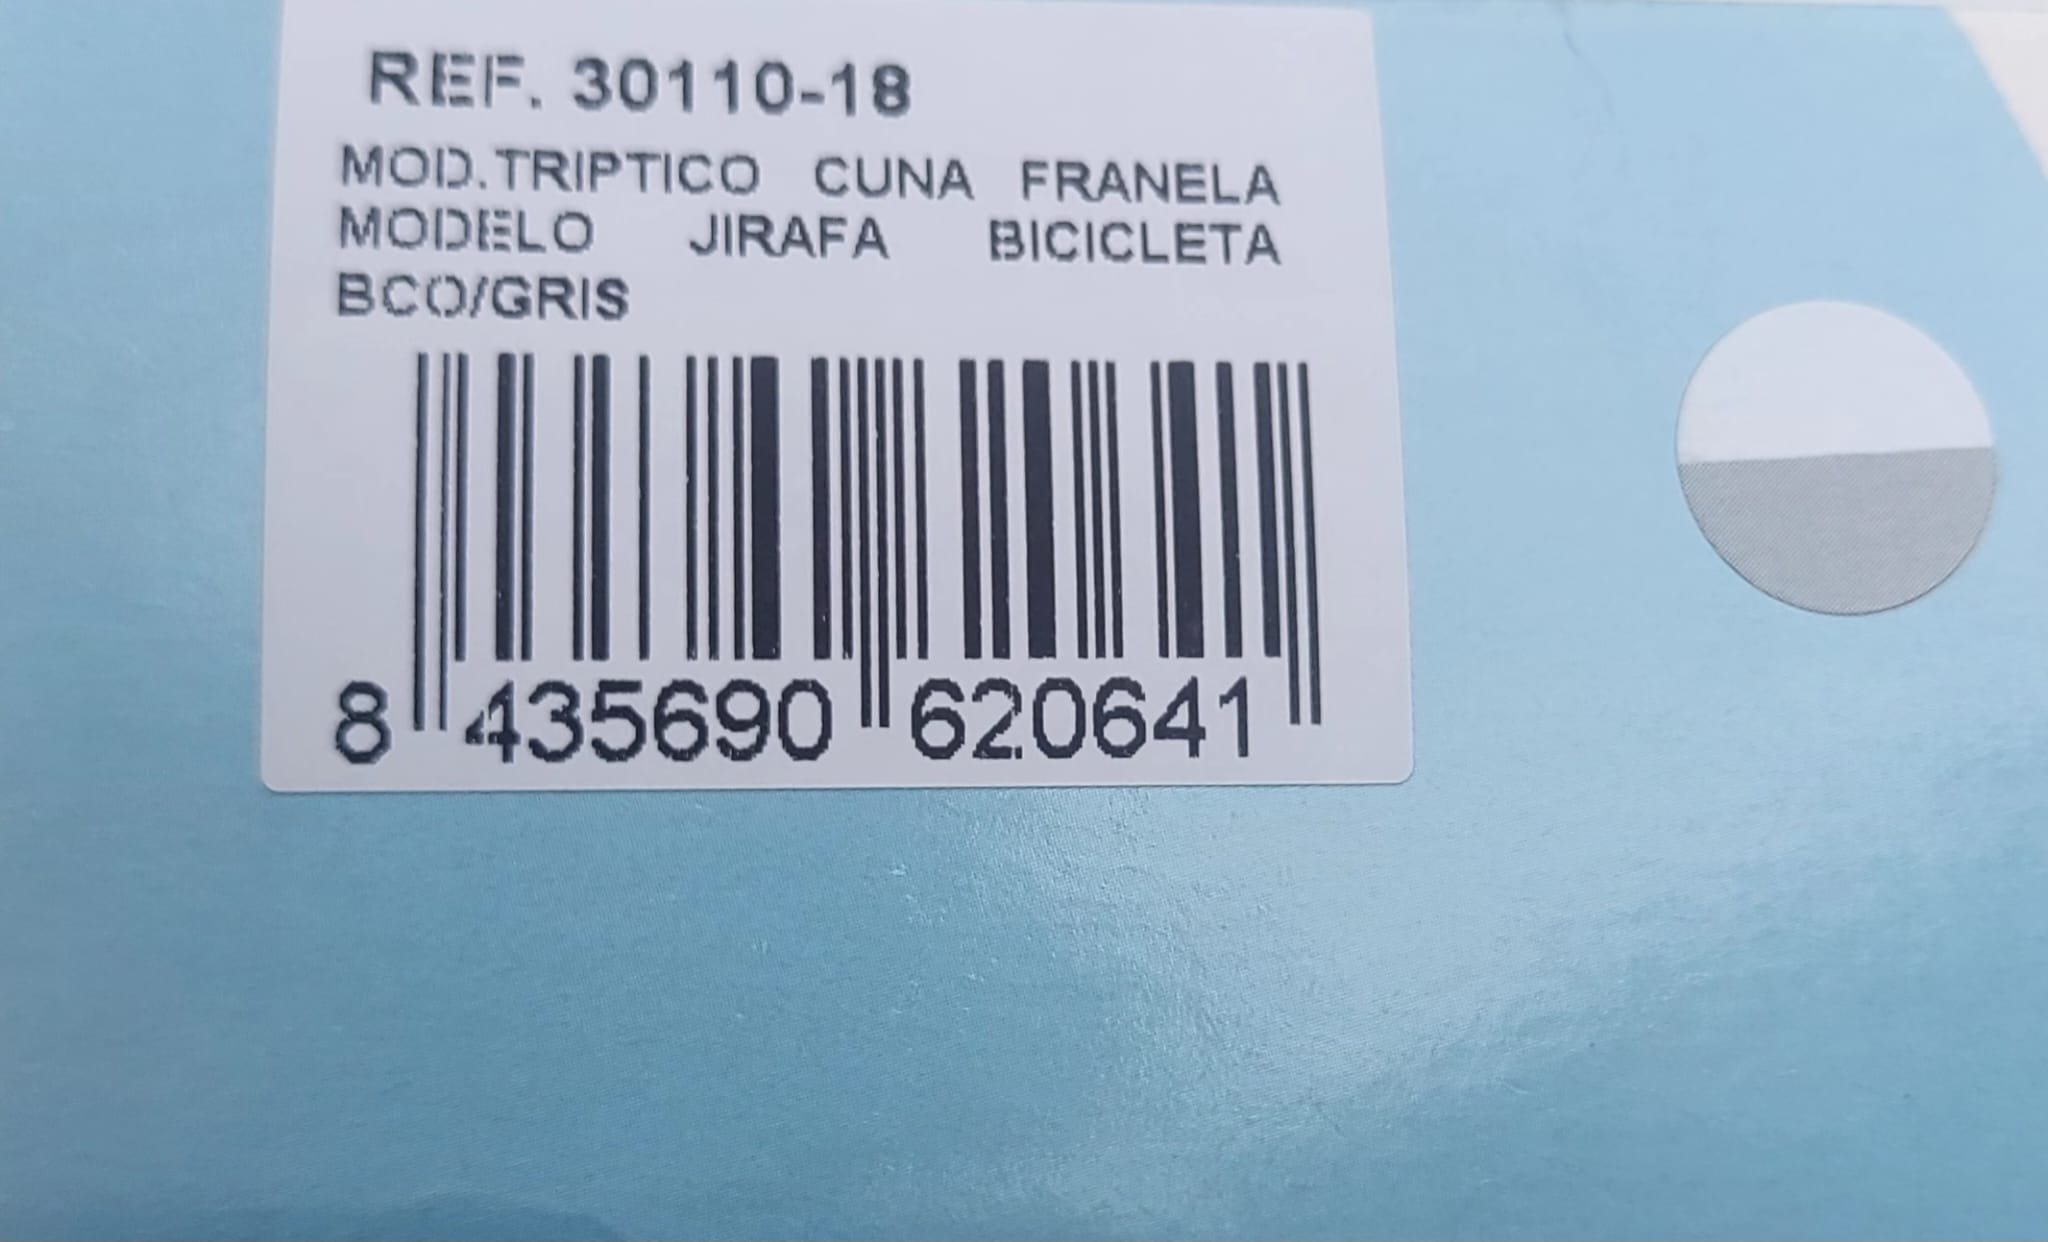 REF. 30110-18
MOD.TRIPTICO CUNA FRANELA
MODELO JIRAFA BICICLETA
BCO/GRIS
8 435690 620641